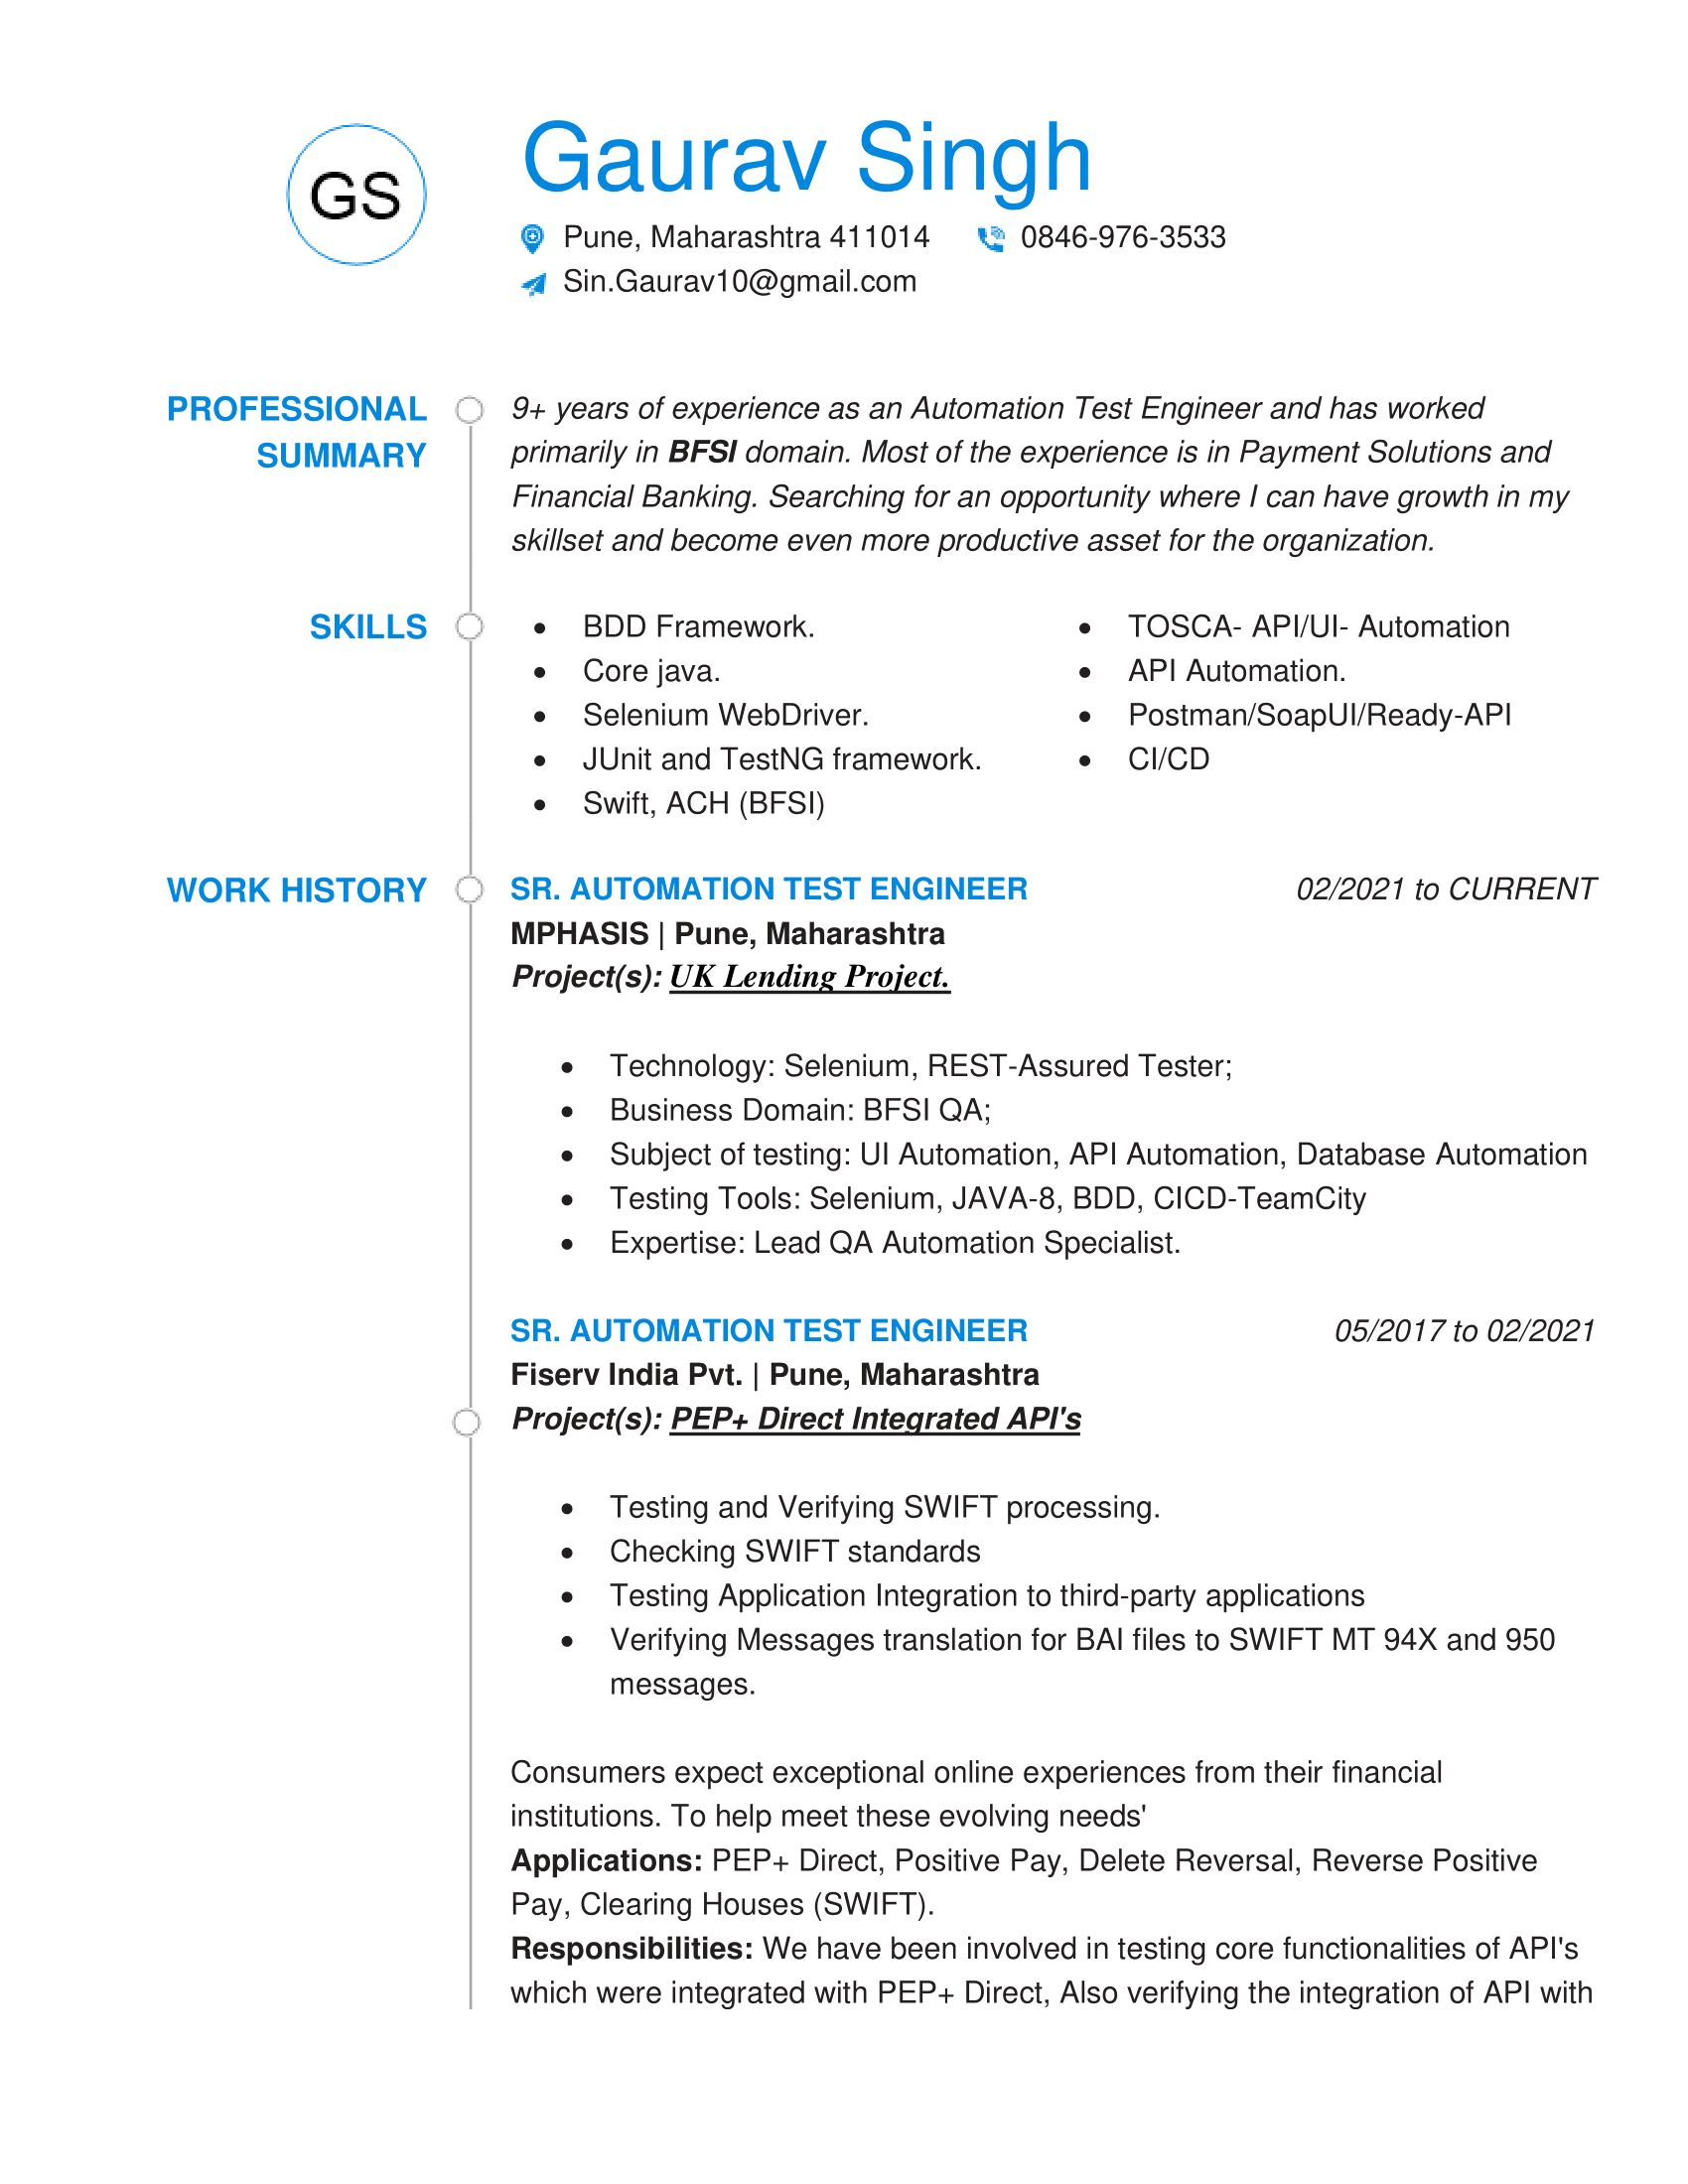 GS
Gaurav Singh
Pune, Maharashtra 411014 0846-976-3533
Sin.Gaurav10@gmail.com
PROFESSIONAL SUMMARY
9+ years of experience as an Automation Test Engineer and has worked
primarily in BFSI domain. Most of the experience is in Payment Solutions and
Financial Banking. Searching for an opportunity where I can have growth in my
skillset and become even more productive asset for the organization.
SKILLS
• BDD Framework.
• Core java.
• Selenium WebDriver.
• JUnit and TestNG framework.
• Swift, ACH (BFSI)
• TOSCA- API/UI- Automation
• API Automation.
• Postman/SoapUI/Ready-API
• CI/CD
WORK HISTORY
SR. AUTOMATION TEST ENGINEER 02/2021 to CURRENT
MPHASIS | Pune, Maharashtra
Project(s): UK Lending Project.
• Technology: Selenium, REST-Assured Tester;
• Business Domain: BFSI QA;
• Subject of testing: UI Automation, API Automation, Database Automation
• Testing Tools: Selenium, JAVA-8, BDD, CICD-TeamCity
• Expertise: Lead QA Automation Specialist.
SR. AUTOMATION TEST ENGINEER 05/2017 to 02/2021
Fiserv India Pvt. | Pune, Maharashtra
Project(s): PEP+ Direct Integrated API's
• Testing and Verifying SWIFT processing.
• Checking SWIFT standards
• Testing Application Integration to third-party applications
• Verifying Messages translation for BAI files to SWIFT MT 94X and 950
messages.
Consumers expect exceptional online experiences from their financial
institutions. To help meet these evolving needs'
Applications: PEP+ Direct, Positive Pay, Delete Reversal, Reverse Positive
Pay, Clearing Houses (SWIFT).
Responsibilities: We have been involved in testing core functionalities of API's
which were integrated with PEP+ Direct, Also verifying the integration of API with